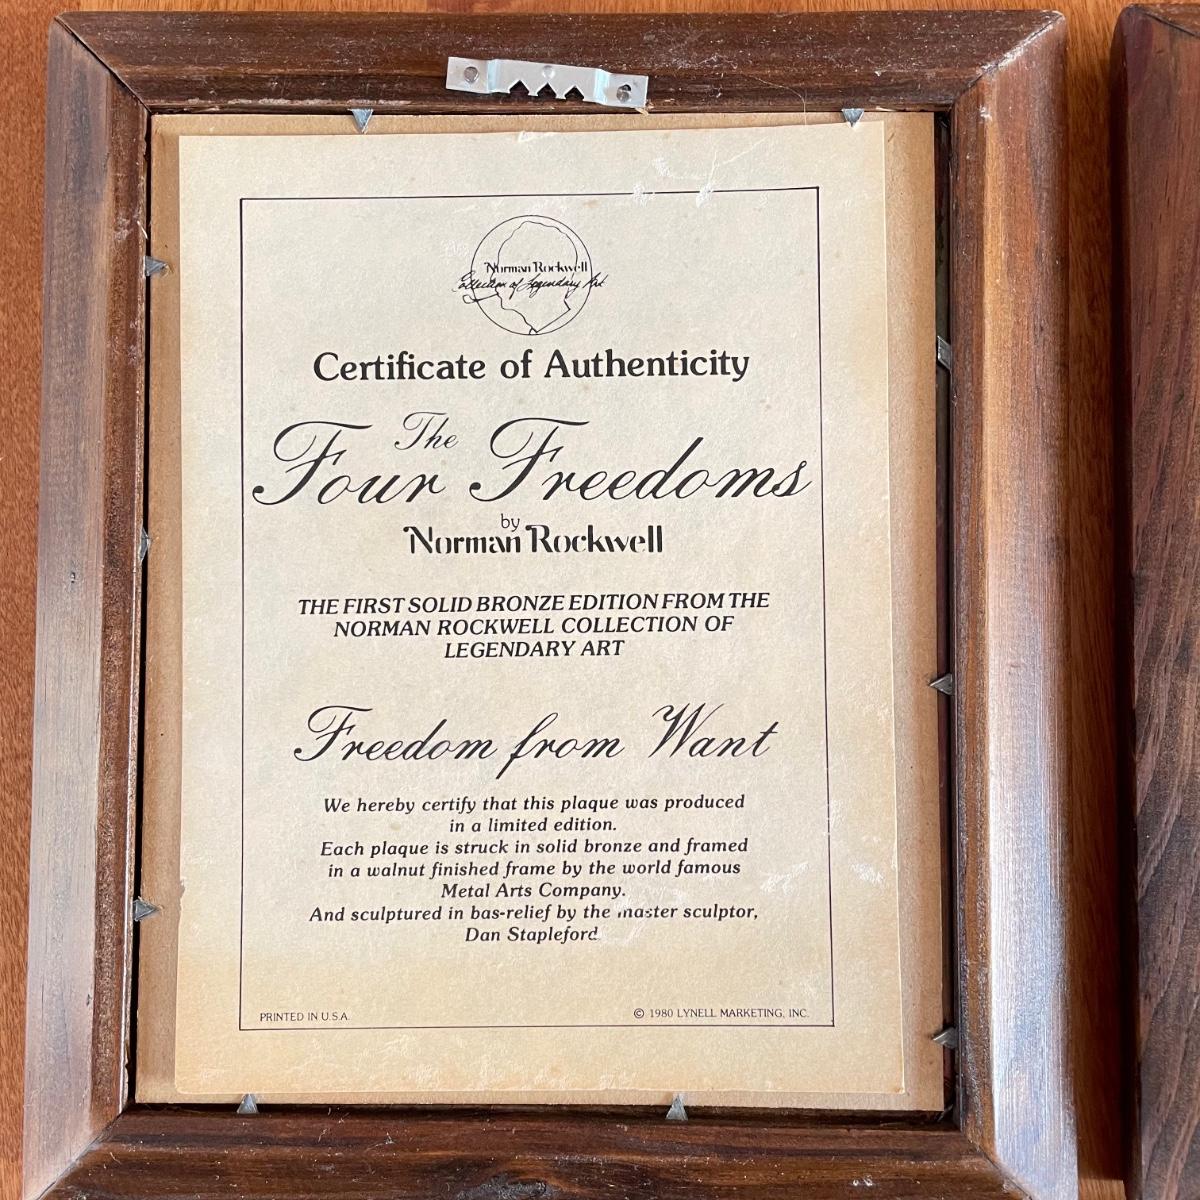 Norman Rockwell
Collection of Legendary Art
Certificate of Authenticity
The
Four Freedoms
by
Norman Rockwell
THE FIRST SOLID BRONZE EDITION FROM THE
NORMAN ROCKWELL COLLECTION OF
LEGENDARY ART
Freedom from Want
We hereby certify that this plaque was produced
in a limited edition.
Each plaque is struck in solid bronze and framed
in a walnut finished frame by the world famous
Metal Arts Company.
And sculptured in bas-relief by the master sculptor,
Dan Stapleford
PRINTED IN U.S.A.
© 1980 LYNELL MARKETING, INC.